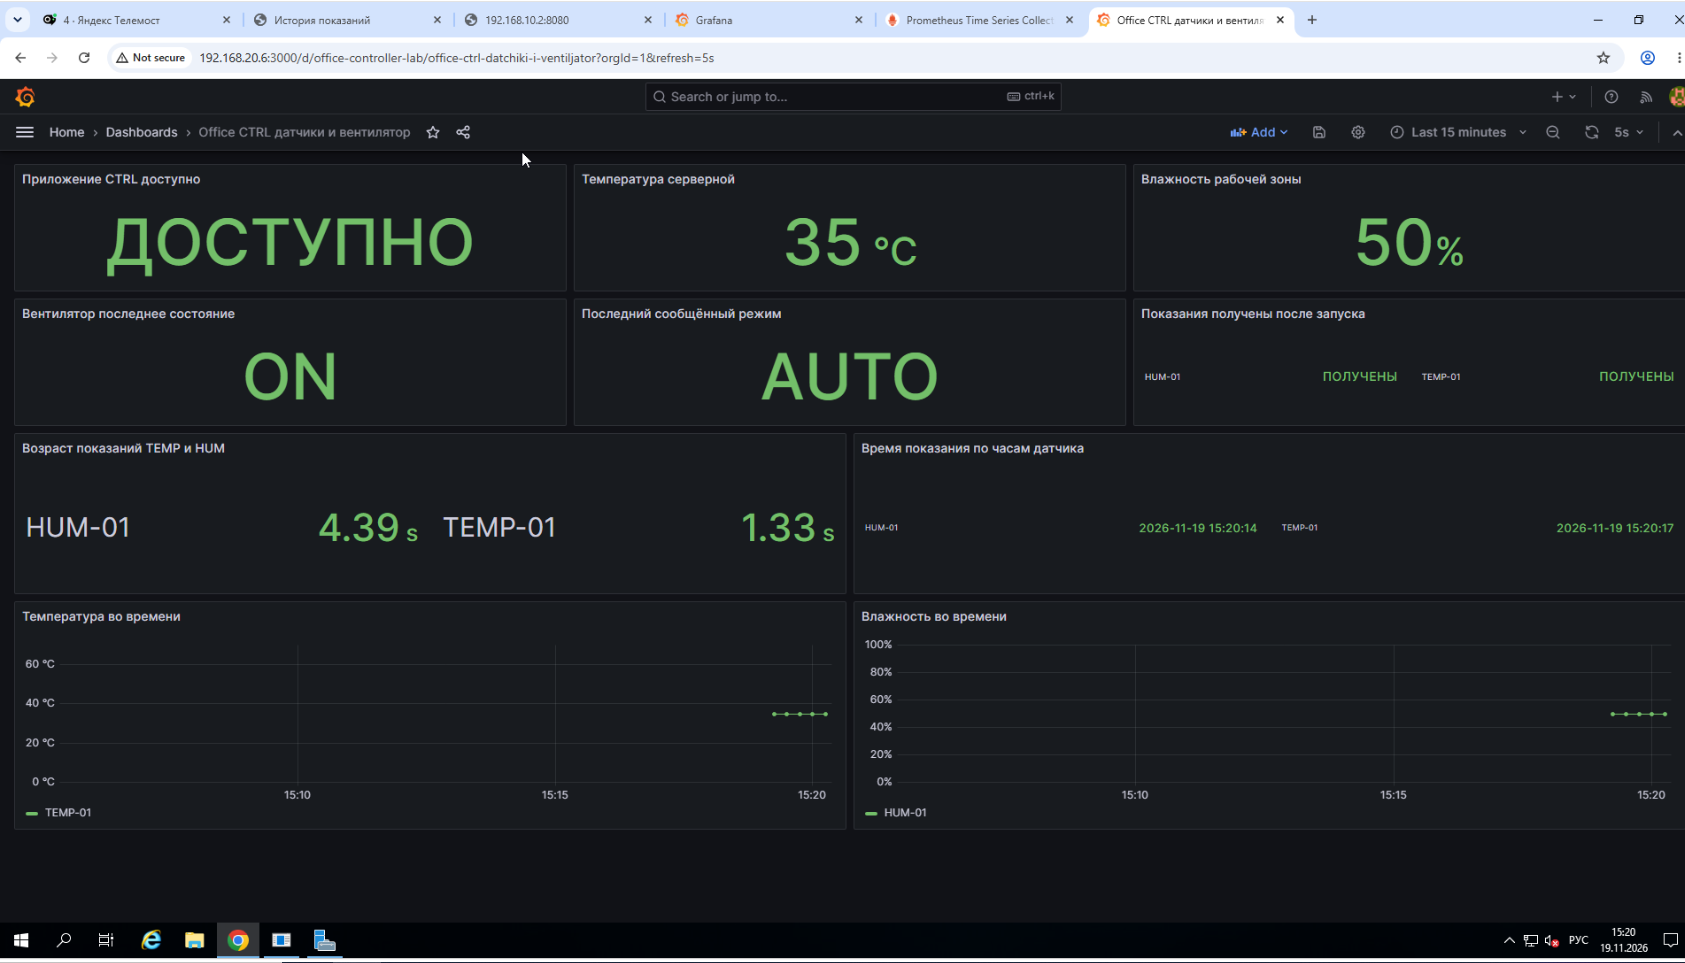 4 - Яндекс Телемост
История показаний
192.168.10.2:8080
Grafana
Prometheus Time Series Collect
Office CTRL датчики и вентиля
Not secure
192.168.20.6:3000/d/office-controller-lab/office-ctrl-datchiki-i-ventiljator?orgId=1&refresh=5s
Search or jump to...
ctrl+k
Home › Dashboards › Office CTRL датчики и вентилятор
Add
Last 15 minutes
5s
Приложение CTRL доступно
ДОСТУПНО
Температура серверной
35 °C
Влажность рабочей зоны
50%
Вентилятор последнее состояние
ON
Последний сообщённый режим
AUTO
Показания получены после запуска
HUM-01 ПОЛУЧЕНЫ TEMP-01 ПОЛУЧЕНЫ
Возраст показаний TEMP и HUM
HUM-01 4.39 s TEMP-01 1.33 s
Время показания по часам датчика
HUM-01 2026-11-19 15:20:14 TEMP-01 2026-11-19 15:20:17
Температура во времени
60 °C
40 °C
20 °C
0 °C
15:10 15:15 15:20
TEMP-01
Влажность во времени
100%
80%
60%
40%
20%
0%
15:10 15:15 15:20
HUM-01
РУС
15:20
19.11.2026